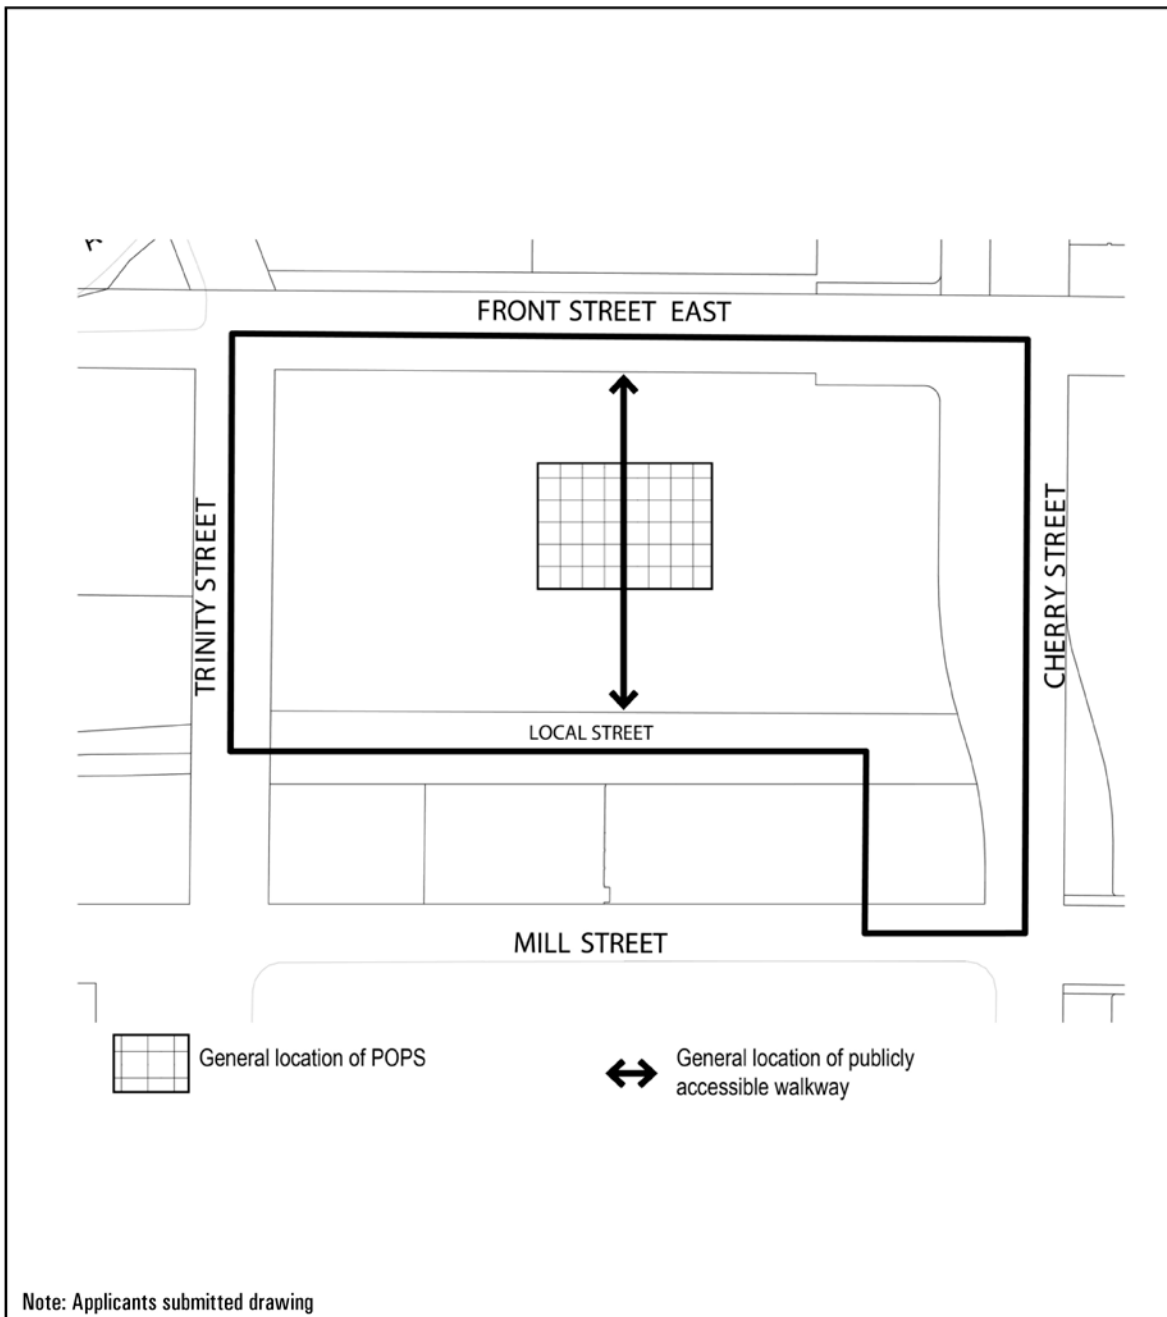 FRONT STREET EAST
TRINITY STREET
CHERRY STREET
LOCAL STREET
MILL STREET
General location of POPS
General location of publicly
accessible walkway
Note: Applicants submitted drawing